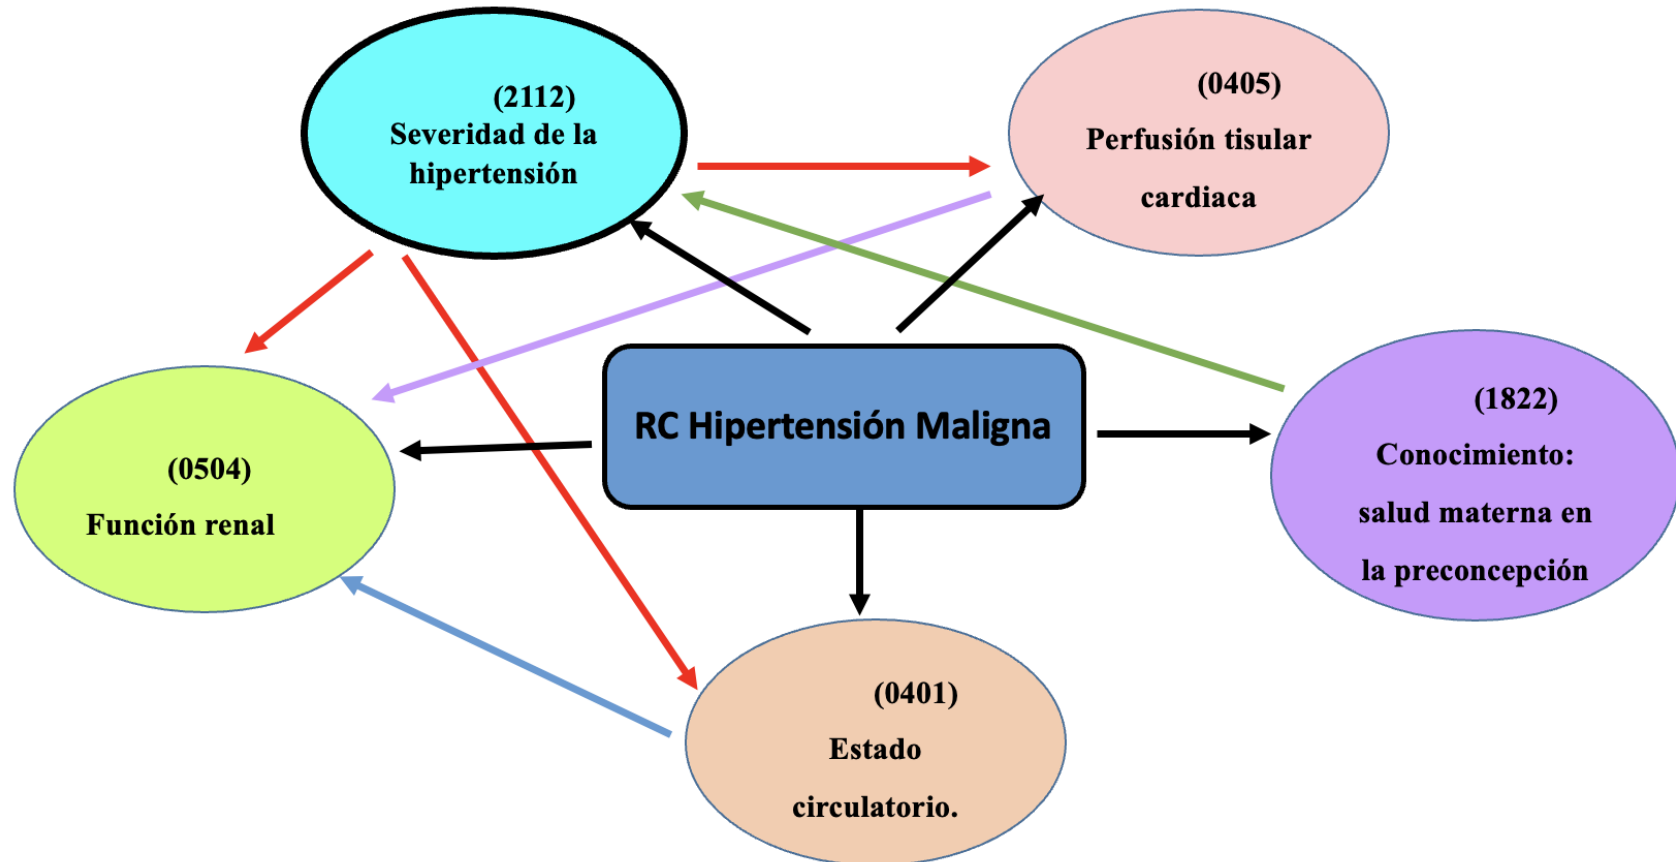 (2112)
Severidad de la
hipertensión
(0405)
Perfusión tisular
cardiaca
RC Hipertensión Maligna
(1822)
Conocimiento:
salud materna en
la preconcepción
(0504)
Función renal
(0401)
Estado
circulatorio.